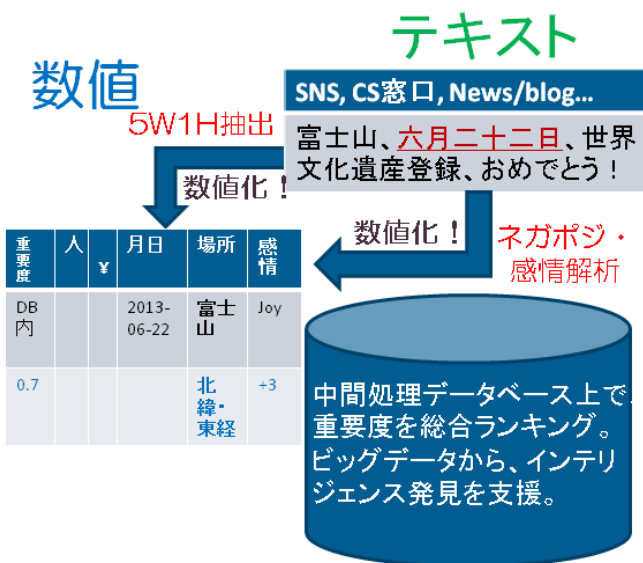 テキスト
数値
SNS, CS窓口, News/blog...
5W1H抽出
富士山、六月二十二日、世界
文化遺産登録、おめでとう！
数値化！
数値化！
ネガポジ・
感情解析
重要度 人 ¥ 月日 場所 感情
DB内 2013-06-22 富士山 Joy
0.7 北緯・東経 +3
中間処理データベース上で、
重要度を総合ランキング。
ビッグデータから、インテリ
ジェンス発見を支援。